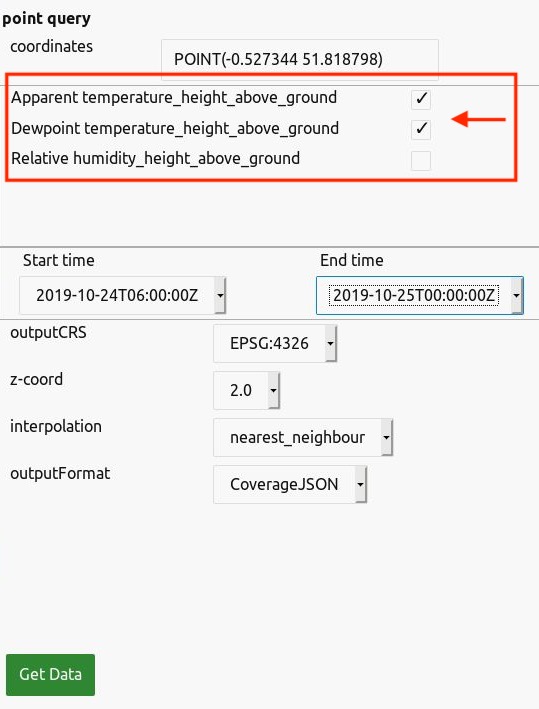 point query
coordinates POINT(-0.527344 51.818798)
Apparent temperature_height_above_ground
Dewpoint temperature_height_above_ground
Relative humidity_height_above_ground
Start time End time
2019-10-24T06:00:00Z 2019-10-25T00:00:00Z
outputCRS EPSG:4326
z-coord 2.0
interpolation nearest_neighbour
outputFormat CoverageJSON
Get Data